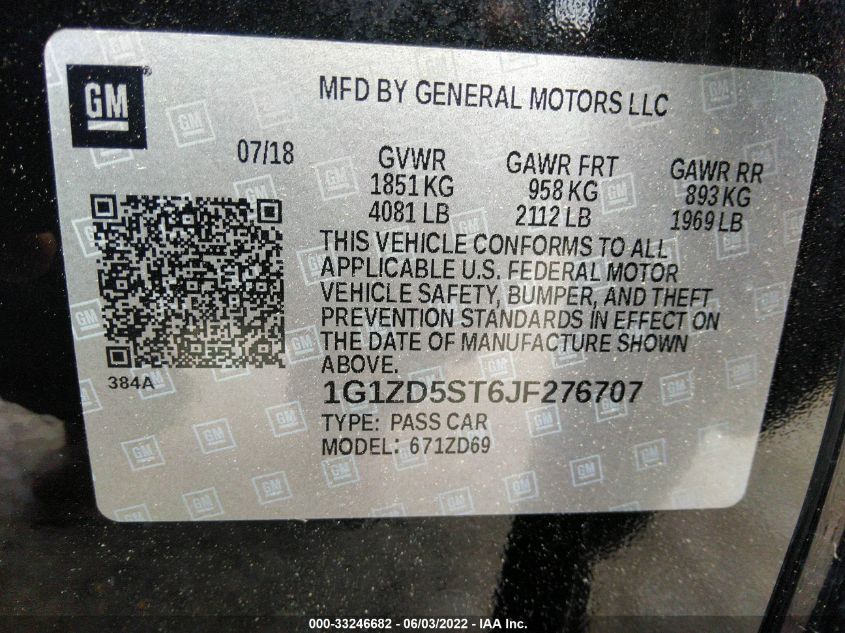 GM
MFD BY GENERAL MOTORS LLC
07/18
GVWR
1851 KG
4081 LB
GAWR FRT
958 KG
2112 LB
GAWR RR
893 KG
1969 LB
THIS VEHICLE CONFORMS TO ALL
APPLICABLE U.S. FEDERAL MOTOR
VEHICLE SAFETY, BUMPER, AND THEFT
PREVENTION STANDARDS IN EFFECT ON
THE DATE OF MANUFACTURE SHOWN
ABOVE.
384A
1G1ZD5ST6JF276707
TYPE: PASS CAR
MODEL: 671ZD69
000-33246682 - 06/03/2022 - IAA Inc.